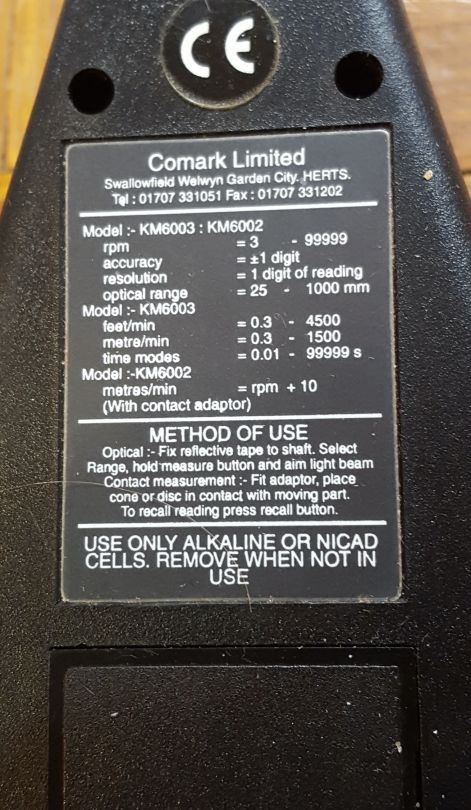 CE
Comark Limited
Swallowfield Welwyn Garden City. HERTS.
Tel : 01707 331051 Fax : 01707 331202
Model :- KM6003 : KM6002
rpm = 3 - 99999
accuracy = ±1 digit
resolution = 1 digit of reading
optical range = 25 - 1000 mm
Model :- KM6003
feet/min = 0.3 - 4500
metre/min = 0.3 - 1500
time modes = 0.01 - 99999 s
Model :-KM6002
metres/min = rpm ÷ 10
(With contact adaptor)
METHOD OF USE
Optical :- Fix reflective tape to shaft. Select
Range, hold measure button and aim light beam
Contact measurement :- Fit adaptor, place
cone or disc in contact with moving part.
To recall reading press recall button.
USE ONLY ALKALINE OR NICAD
CELLS. REMOVE WHEN NOT IN
USE